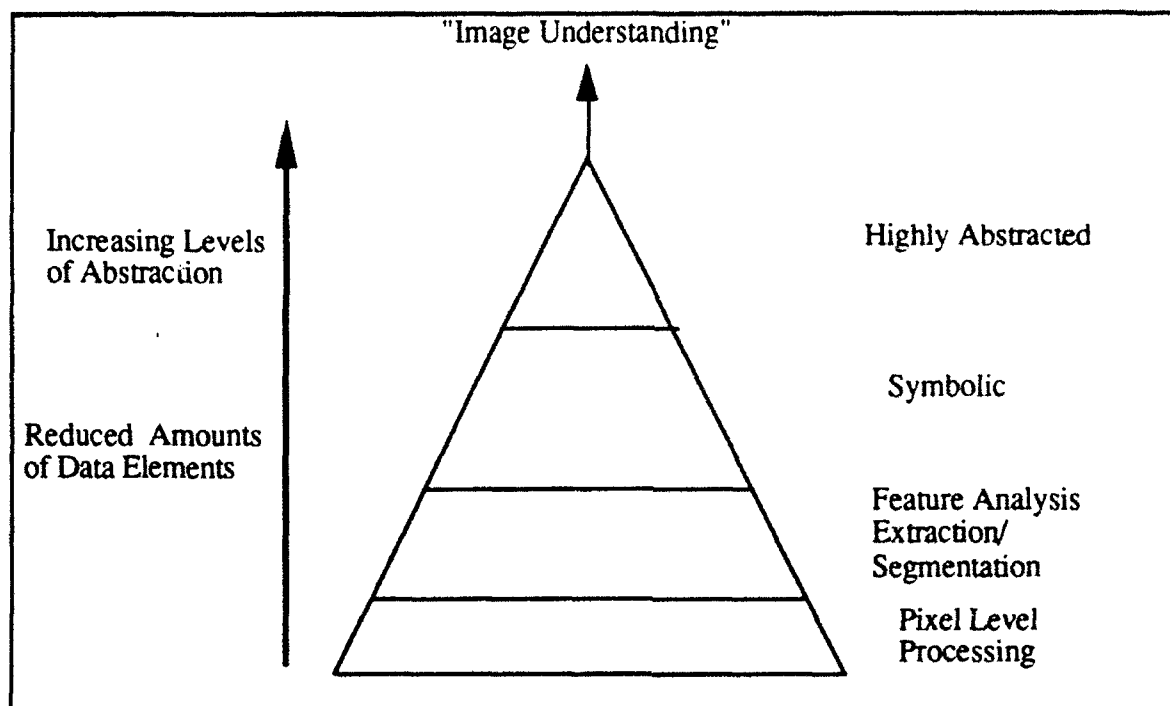 "Image Understanding"
Increasing Levels
of Abstraction
Highly Abstracted
Symbolic
Reduced Amounts
of Data Elements
Feature Analysis
Extraction/
Segmentation
Pixel Level
Processing